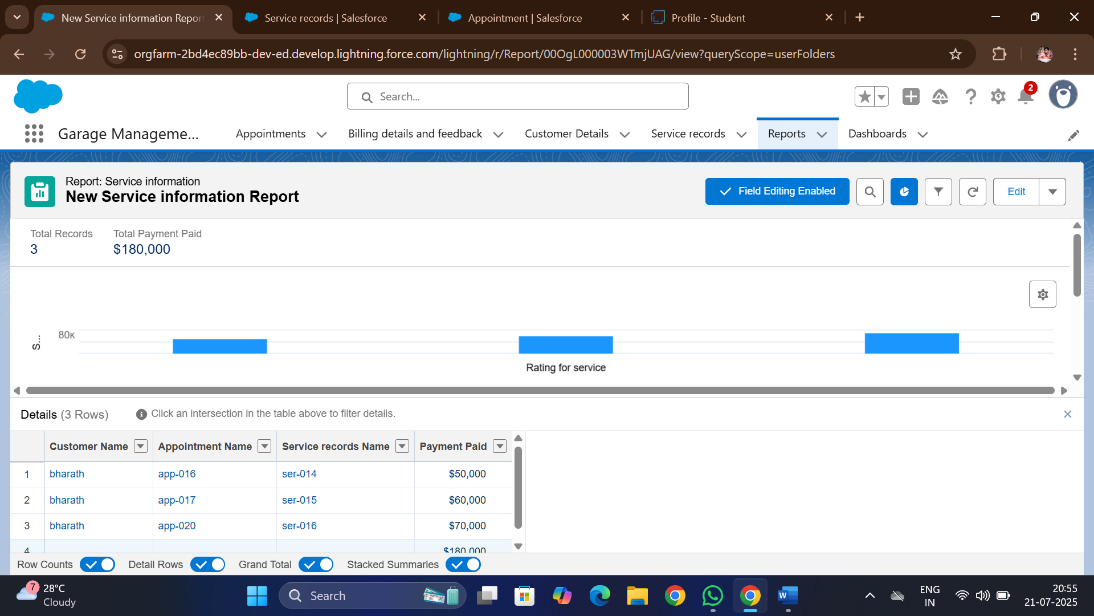 New Service information Report
Service records | Salesforce
Appointment | Salesforce
Profile - Student
orgfarm-2bd4ec89bb-dev-ed.develop.lightning.force.com/lightning/r/Report/00OgL000003WTmjUAG/view?queryScope=userFolders
Search...
2
Garage Manageme...
Appointments
Billing details and feedback
Customer Details
Service records
Reports
Dashboards
Report: Service information
New Service information Report
Field Editing Enabled
Edit
Total Records
Total Payment Paid
3
$180,000
80K
S...
Rating for service
Details (3 Rows)
Click an intersection in the table above to filter details.
Customer Name
Appointment Name
Service records Name
Payment Paid
1 bharath app-016 ser-014 $50,000
2 bharath app-017 ser-015 $60,000
3 bharath app-020 ser-016 $70,000
4 $180,000
Row Counts
Detail Rows
Grand Total
Stacked Summaries
7
28°C
Cloudy
Search
ENG
IN
20:55
21-07-2025